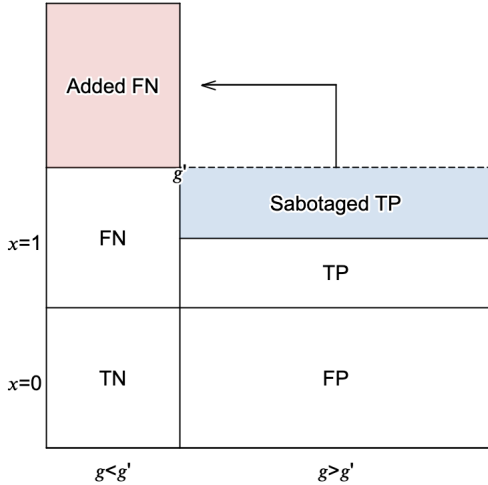 Added FN
g'
Sabotaged TP
x=1
FN
TP
x=0
TN
FP
g<g'
g>g'